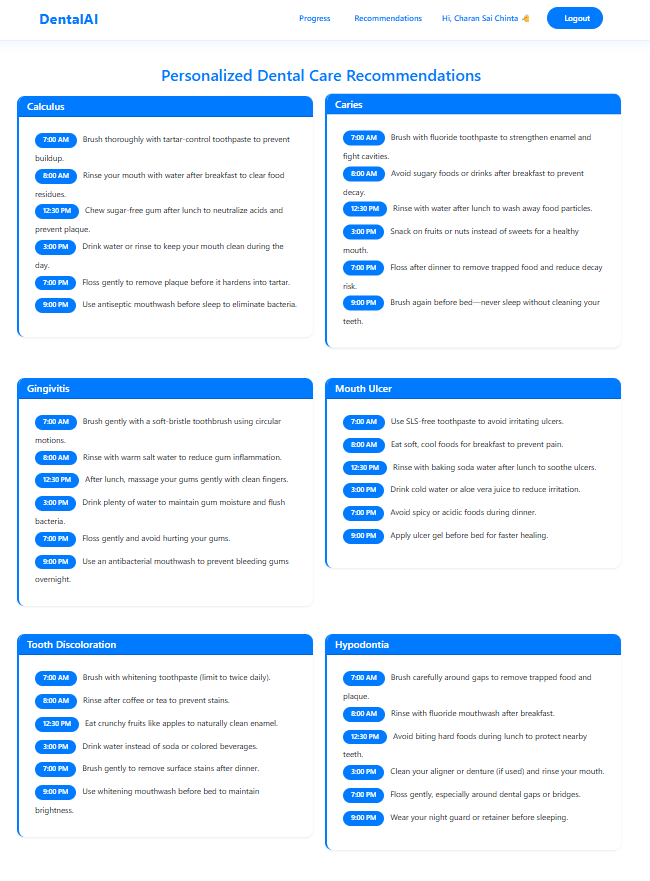 DentalAI
Progress
Recommendations
Hi, Charan Sai Chinta 👋
Logout
Personalized Dental Care Recommendations
Calculus
7:00 AM Brush thoroughly with tartar-control toothpaste to prevent
buildup.
8:00 AM Rinse your mouth with water after breakfast to clear food
residues.
12:30 PM Chew sugar-free gum after lunch to neutralize acids and
prevent plaque.
3:00 PM Drink water or rinse to keep your mouth clean during the
day.
7:00 PM Floss gently to remove plaque before it hardens into tartar.
9:00 PM Use antiseptic mouthwash before sleep to eliminate bacteria.
Caries
7:00 AM Brush with fluoride toothpaste to strengthen enamel and
fight cavities.
8:00 AM Avoid sugary foods or drinks after breakfast to prevent
decay.
12:30 PM Rinse with water after lunch to wash away food particles.
3:00 PM Snack on fruits or nuts instead of sweets for a healthy
mouth.
7:00 PM Floss after dinner to remove trapped food and reduce decay
risk.
9:00 PM Brush again before bed—never sleep without cleaning your
teeth.
Gingivitis
7:00 AM Brush gently with a soft-bristle toothbrush using circular
motions.
8:00 AM Rinse with warm salt water to reduce gum inflammation.
12:30 PM After lunch, massage your gums gently with clean fingers.
3:00 PM Drink plenty of water to maintain gum moisture and flush
bacteria.
7:00 PM Floss gently and avoid hurting your gums.
9:00 PM Use an antibacterial mouthwash to prevent bleeding gums
overnight.
Mouth Ulcer
7:00 AM Use SLS-free toothpaste to avoid irritating ulcers.
8:00 AM Eat soft, cool foods for breakfast to prevent pain.
12:30 PM Rinse with baking soda water after lunch to soothe ulcers.
3:00 PM Drink cold water or aloe vera juice to reduce irritation.
7:00 PM Avoid spicy or acidic foods during dinner.
9:00 PM Apply ulcer gel before bed for faster healing.
Tooth Discoloration
7:00 AM Brush with whitening toothpaste (limit to twice daily).
8:00 AM Rinse after coffee or tea to prevent stains.
12:30 PM Eat crunchy fruits like apples to naturally clean enamel.
3:00 PM Drink water instead of soda or colored beverages.
7:00 PM Brush gently to remove surface stains after dinner.
9:00 PM Use whitening mouthwash before bed to maintain
brightness.
Hypodontia
7:00 AM Brush carefully around gaps to remove trapped food and
plaque.
8:00 AM Rinse with fluoride mouthwash after breakfast.
12:30 PM Avoid biting hard foods during lunch to protect nearby
teeth.
3:00 PM Clean your aligner or denture (if used) and rinse your mouth.
7:00 PM Floss gently, especially around dental gaps or bridges.
9:00 PM Wear your night guard or retainer before sleeping.